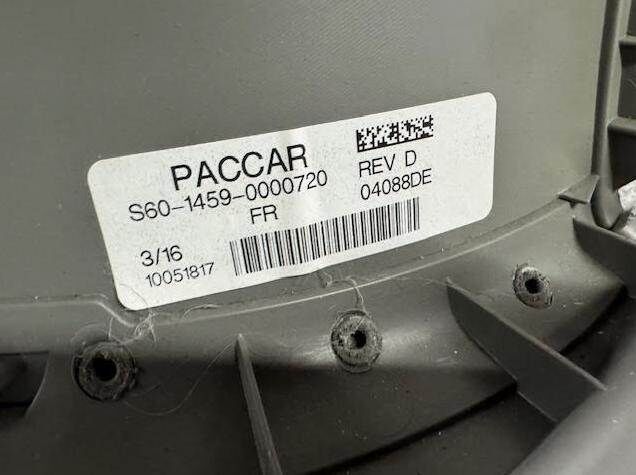 PACCAR
S60-1459-0000720
FR
REV D
04088DE
3/16
10051817